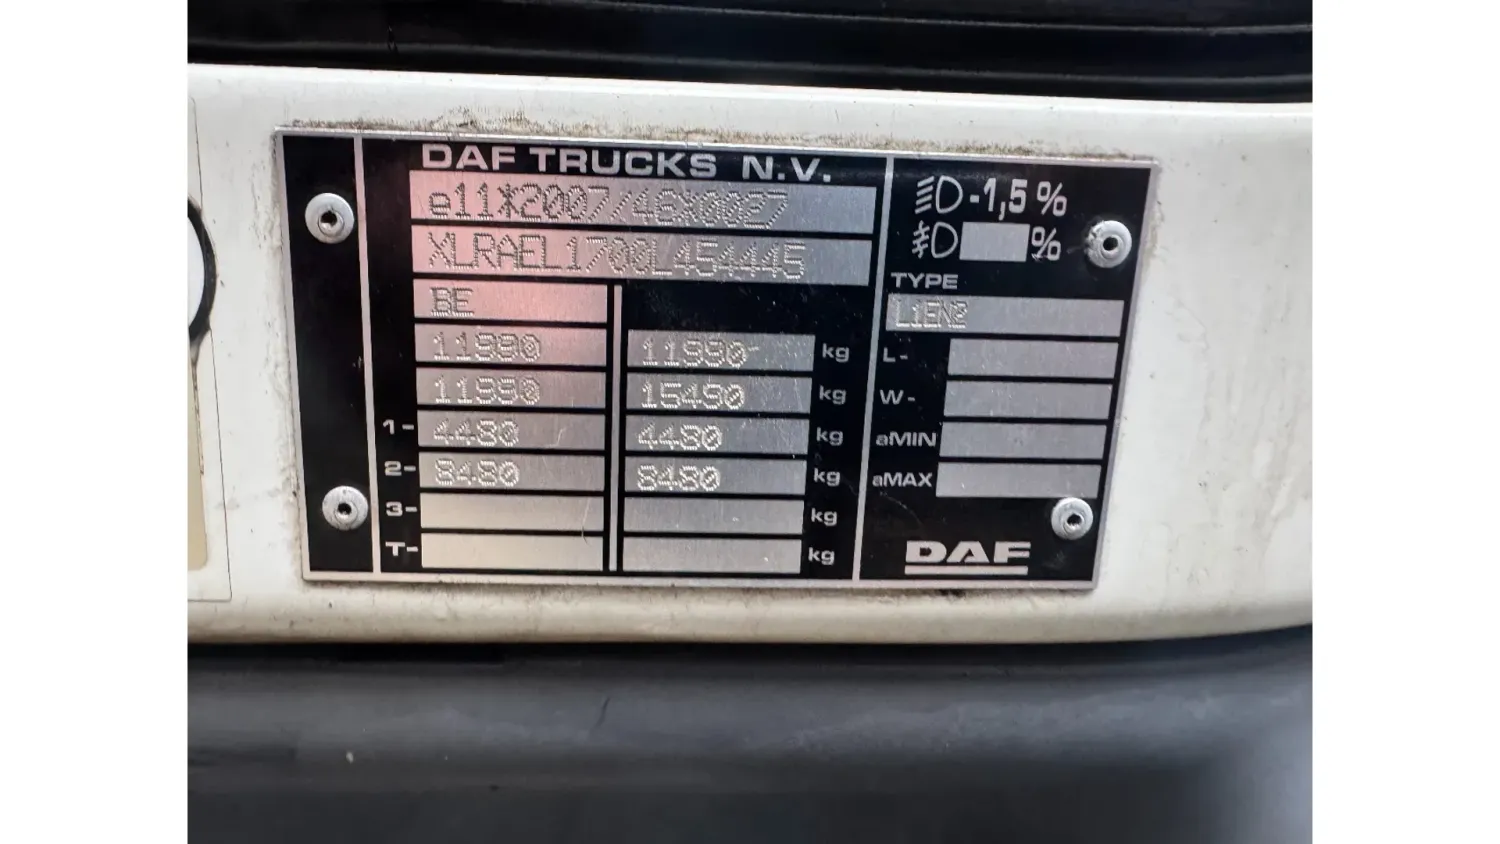 DAF TRUCKS N.V.
e11*2007/46*0027
XLRAEL1700L454445
BE
11990 11990 kg
11990 15490 kg
1- 4480 4480 kg
2- 8480 8480 kg
3- kg
T- kg
-1,5%
%
TYPE
L1EN2
L-
W-
aMIN
aMAX
DAF